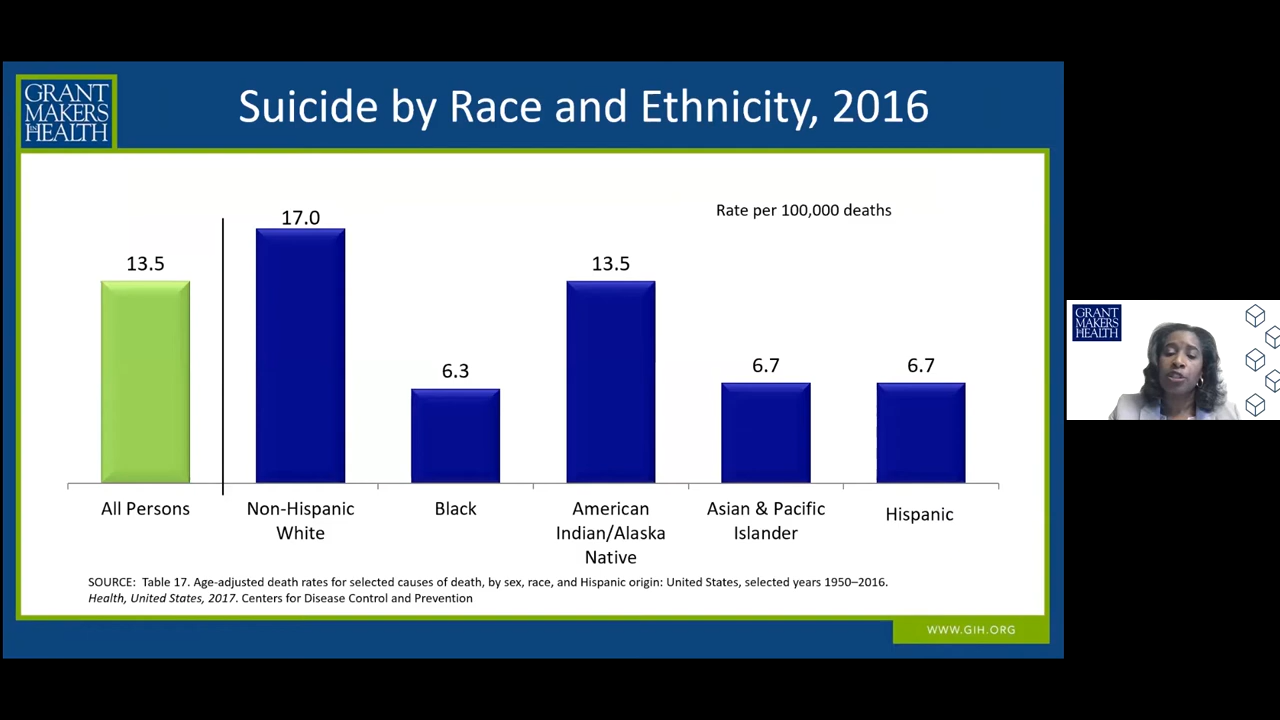 GRANT
MAKERS
IN HEALTH
Suicide by Race and Ethnicity, 2016
Rate per 100,000 deaths
13.5
17.0
6.3
13.5
6.7
6.7
All Persons
Non-Hispanic
White
Black
American
Indian/Alaska
Native
Asian & Pacific
Islander
Hispanic
SOURCE: Table 17. Age-adjusted death rates for selected causes of death, by sex, race, and Hispanic origin: United States, selected years 1950–2016.
Health, United States, 2017. Centers for Disease Control and Prevention
WWW.GIH.ORG
GRANT
MAKERS
IN HEALTH